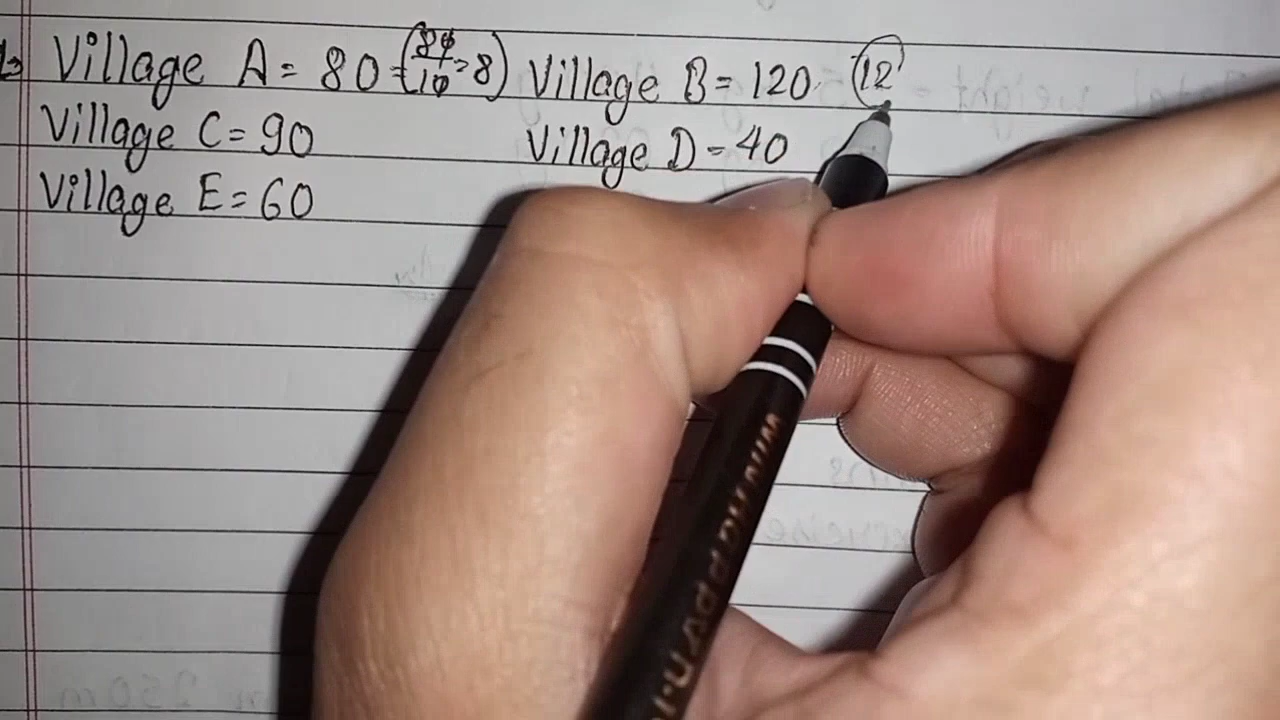 Village A = 80 (80/10 = 8) Village B = 120 (12)
Village C = 90 Village D = 40
Village E = 60